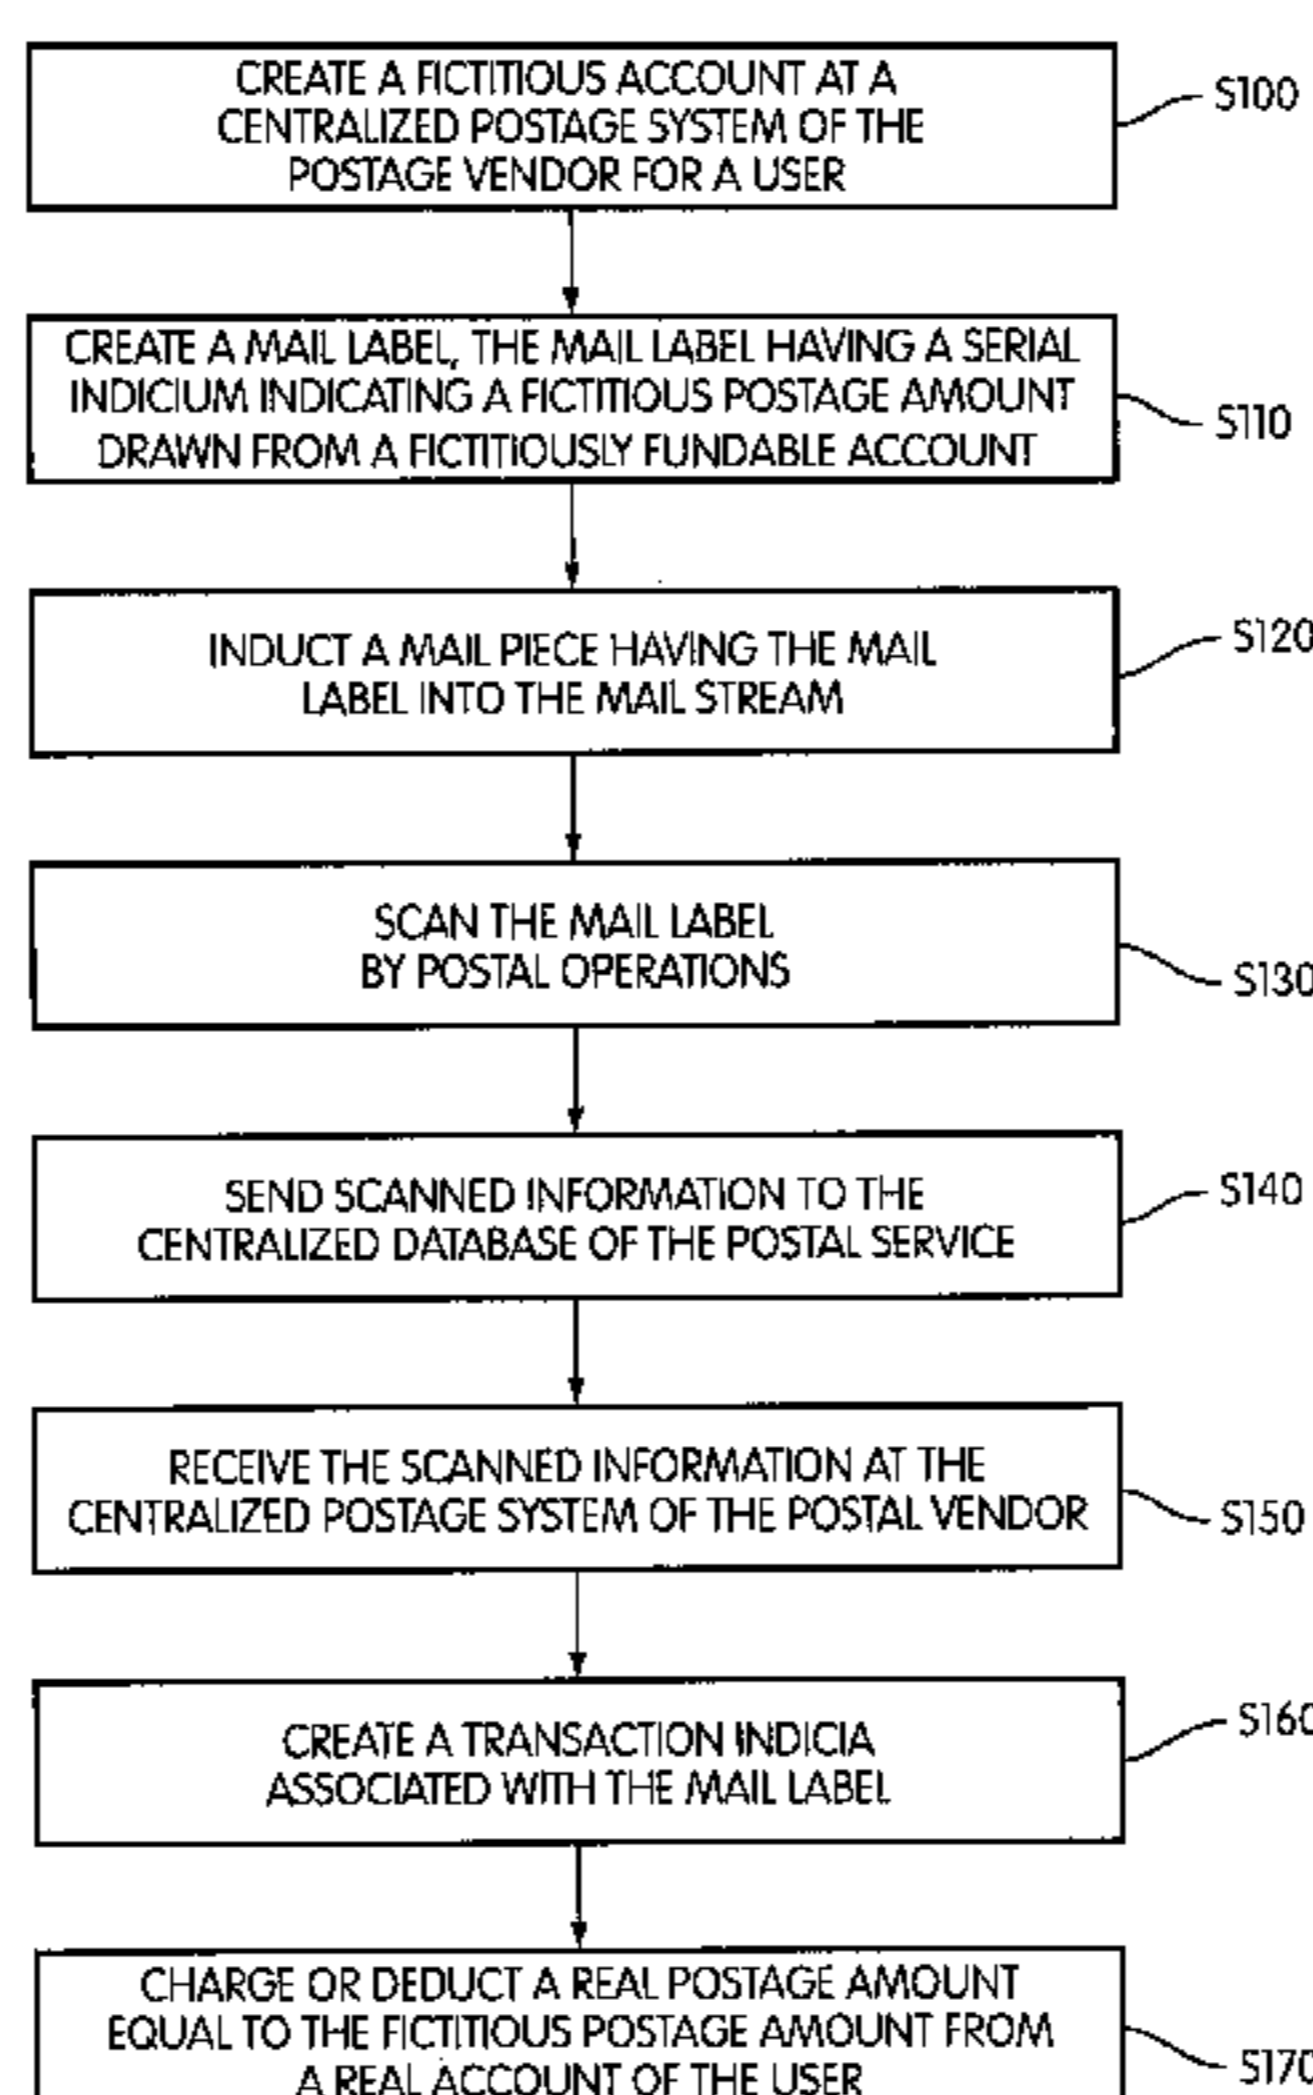 CREATE A FICTITIOUS ACCOUNT AT A
CENTRALIZED POSTAGE SYSTEM OF THE
POSTAGE VENDOR FOR A USER
S100
CREATE A MAIL LABEL, THE MAIL LABEL HAVING A SERIAL
INDICIUM INDICATING A FICTITIOUS POSTAGE AMOUNT
DRAWN FROM A FICTITIOUSLY FUNDABLE ACCOUNT
S110
INDUCT A MAIL PIECE HAVING THE MAIL
LABEL INTO THE MAIL STREAM
S120
SCAN THE MAIL LABEL
BY POSTAL OPERATIONS
S130
SEND SCANNED INFORMATION TO THE
CENTRALIZED DATABASE OF THE POSTAL SERVICE
S140
RECEIVE THE SCANNED INFORMATION AT THE
CENTRALIZED POSTAGE SYSTEM OF THE POSTAL VENDOR
S150
CREATE A TRANSACTION INDICIA
ASSOCIATED WITH THE MAIL LABEL
S160
CHARGE OR DEDUCT A REAL POSTAGE AMOUNT
EQUAL TO THE FICTITIOUS POSTAGE AMOUNT FROM
A REAL ACCOUNT OF THE USER
S170